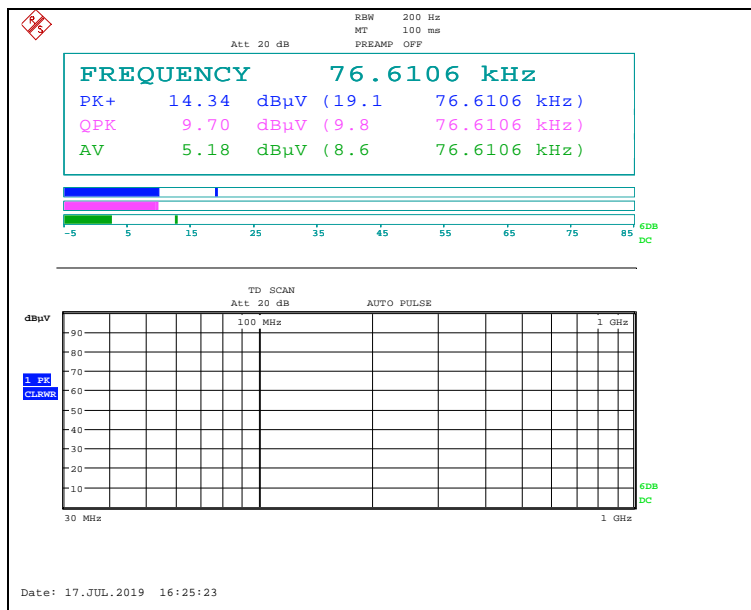 R S
RBW 200 Hz
MT 100 ms
Att 20 dB PREAMP OFF
FREQUENCY 76.6106 kHz
PK+ 14.34 dBµV (19.1 76.6106 kHz)
QPK 9.70 dBµV (9.8 76.6106 kHz)
AV 5.18 dBµV (8.6 76.6106 kHz)
-5 5 15 25 35 45 55 65 75 85
6DB
DC
TD SCAN
Att 20 dB AUTO PULSE
dBµV
100 MHz 1 GHz
90
80
70
1 PK
CLRWR
60
50
40
30
20
10
6DB
DC
30 MHz 1 GHz
Date: 17.JUL.2019 16:25:23